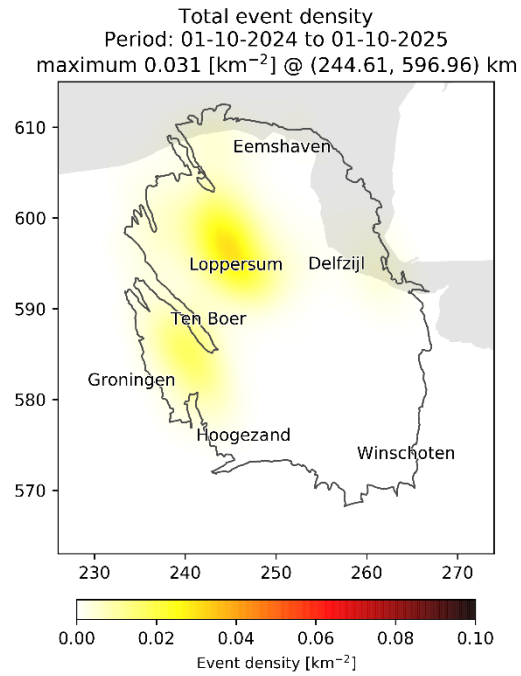 Total event density
Period: 01-10-2024 to 01-10-2025
maximum 0.031 [km⁻²] @ (244.61, 596.96) km
610
Eemshaven
600
Loppersum
Delfzijl
590
Ten Boer
580
Groningen
Hoogezand
Winschoten
570
230 240 250 260 270
0.00 0.02 0.04 0.06 0.08 0.10
Event density [km⁻²]